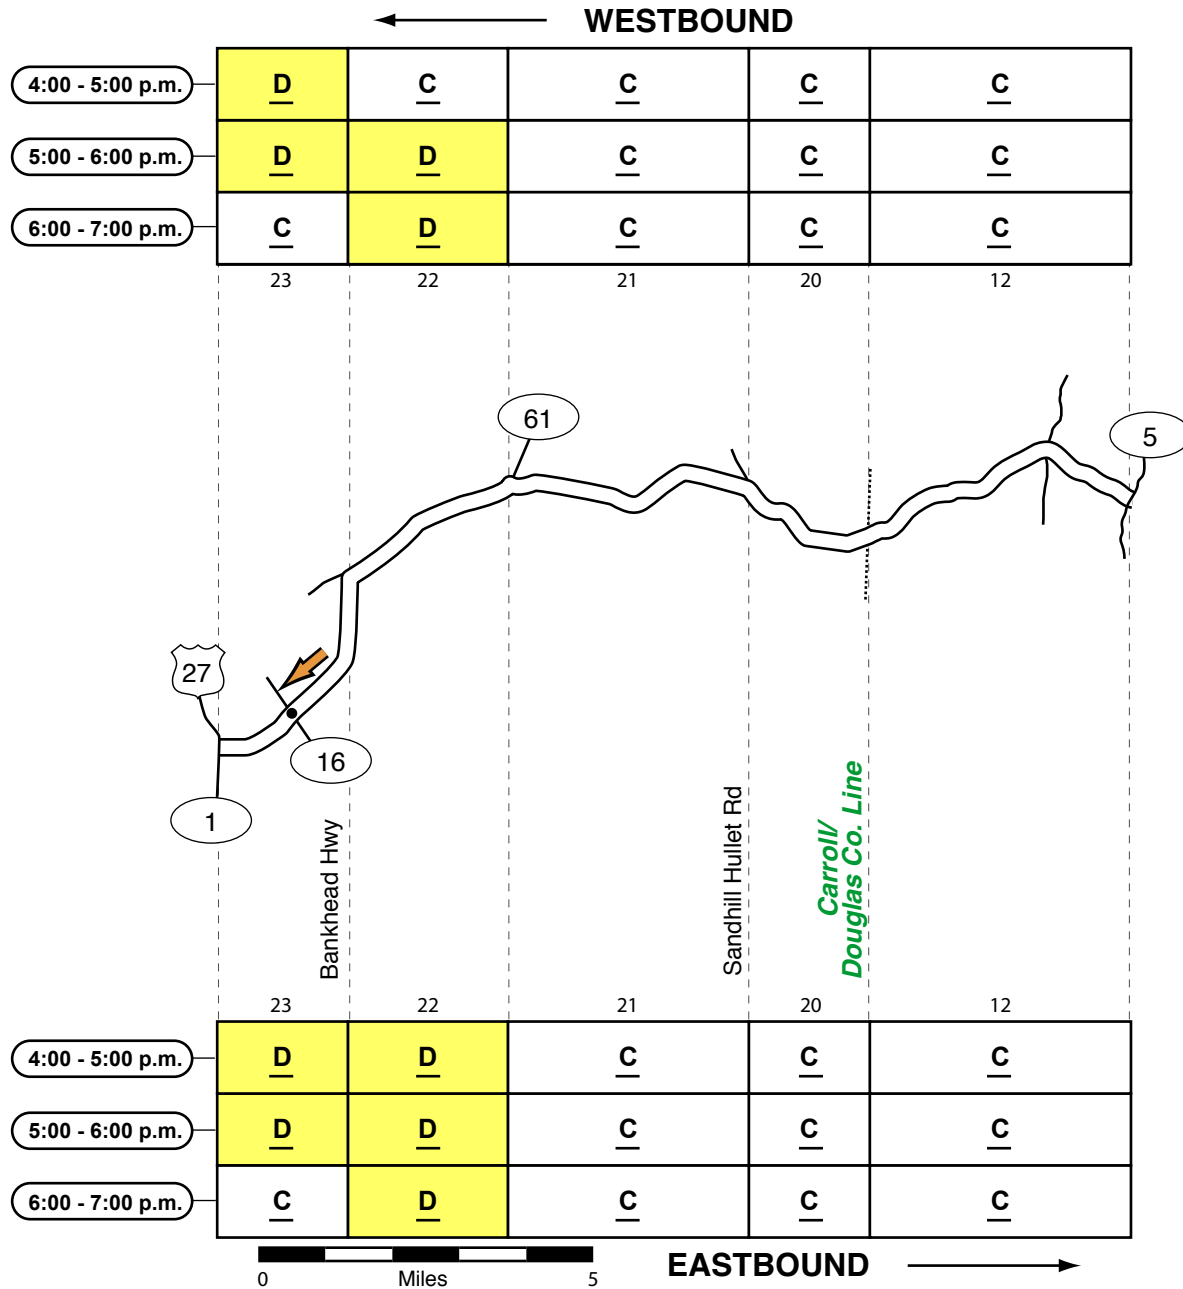 WESTBOUND
4:00 - 5:00 p.m. D C C C C
5:00 - 6:00 p.m. D D C C C
6:00 - 7:00 p.m. C D C C C
23 22 21 20 12
61
5
27
16
1
Bankhead Hwy
Sandhill Hullet Rd
Carroll/
Douglas Co. Line
23 22 21 20 12
4:00 - 5:00 p.m. D D C C C
5:00 - 6:00 p.m. D D C C C
6:00 - 7:00 p.m. C D C C C
0 Miles 5
EASTBOUND